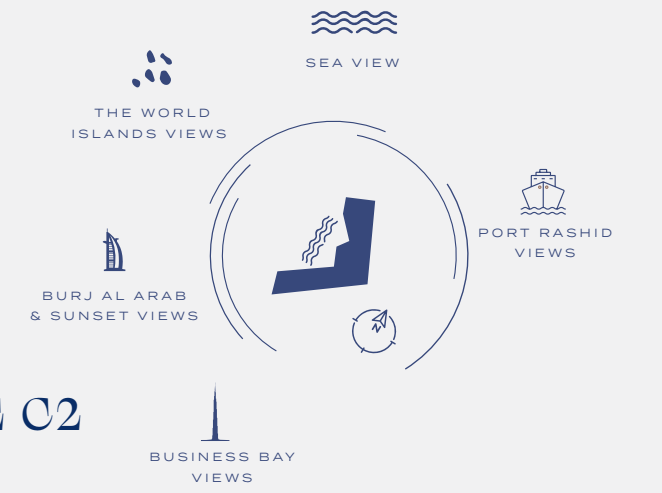 SEA VIEW
THE WORLD
ISLANDS VIEWS
PORT RASHID
VIEWS
BURJ AL ARAB
& SUNSET VIEWS
N
C2
BUSINESS BAY
VIEWS